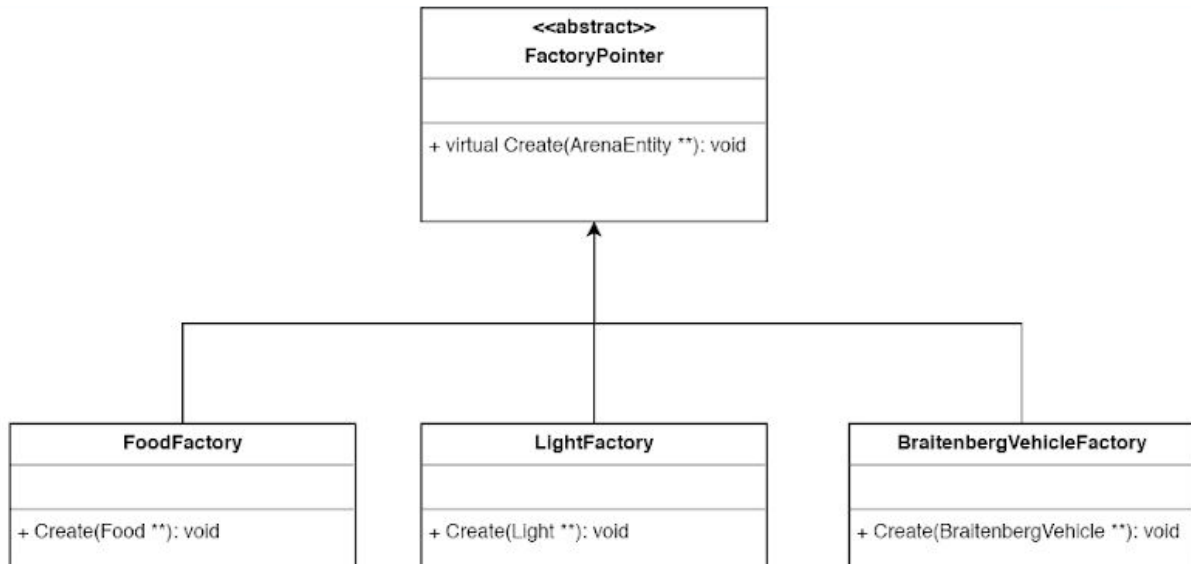 <<abstract>>
FactoryPointer
+ virtual Create(ArenaEntity **): void
FoodFactory
+ Create(Food **): void
LightFactory
+ Create(Light **): void
BraitenbergVehicleFactory
+ Create(BraitenbergVehicle **): void